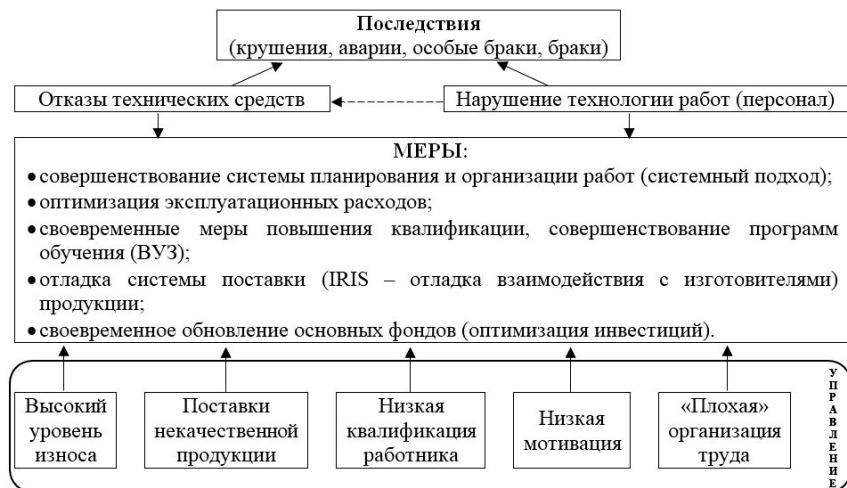 Последствия
(крушения, аварии, особые браки, браки)
Отказы технических средств
Нарушение технологии работ (персонал)
МЕРЫ:
•совершенствование системы планирования и организации работ (системный подход);
•оптимизация эксплуатационных расходов;
•своевременные меры повышения квалификации, совершенствование программ
обучения (ВУЗ);
•отладка системы поставки (IRIS – отладка взаимодействия с изготовителями)
продукции;
•своевременное обновление основных фондов (оптимизация инвестиций).
Высокий
уровень
износа
Поставки
некачественной
продукции
Низкая
квалификация
работника
Низкая
мотивация
«Плохая»
организация
труда
УПРАВЛЕНИЕ